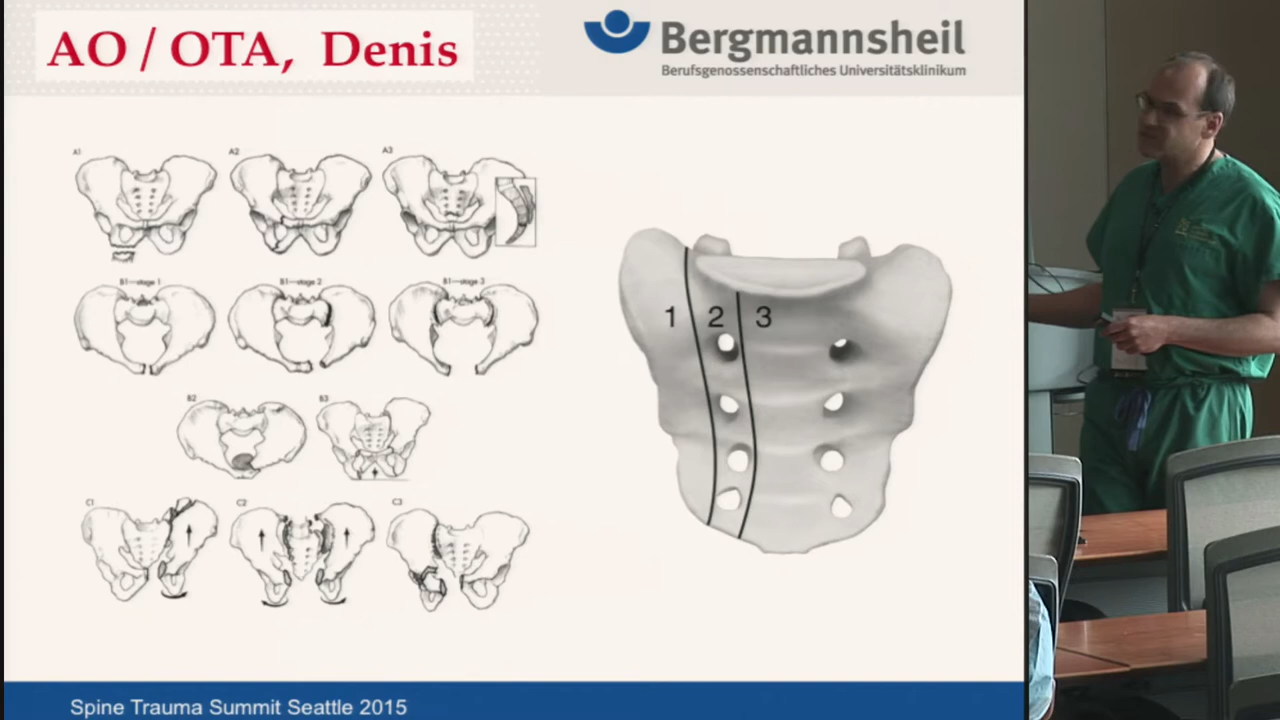 AO / OTA, Denis
Bergmannsheil
Berufsgenossenschaftliches Universitätsklinikum
A1
A2
A3
B1—stage 1
B1—stage 2
B1—stage 3
B2
B3
C1
C2
C3
1 2 3
Spine Trauma Summit Seattle 2015